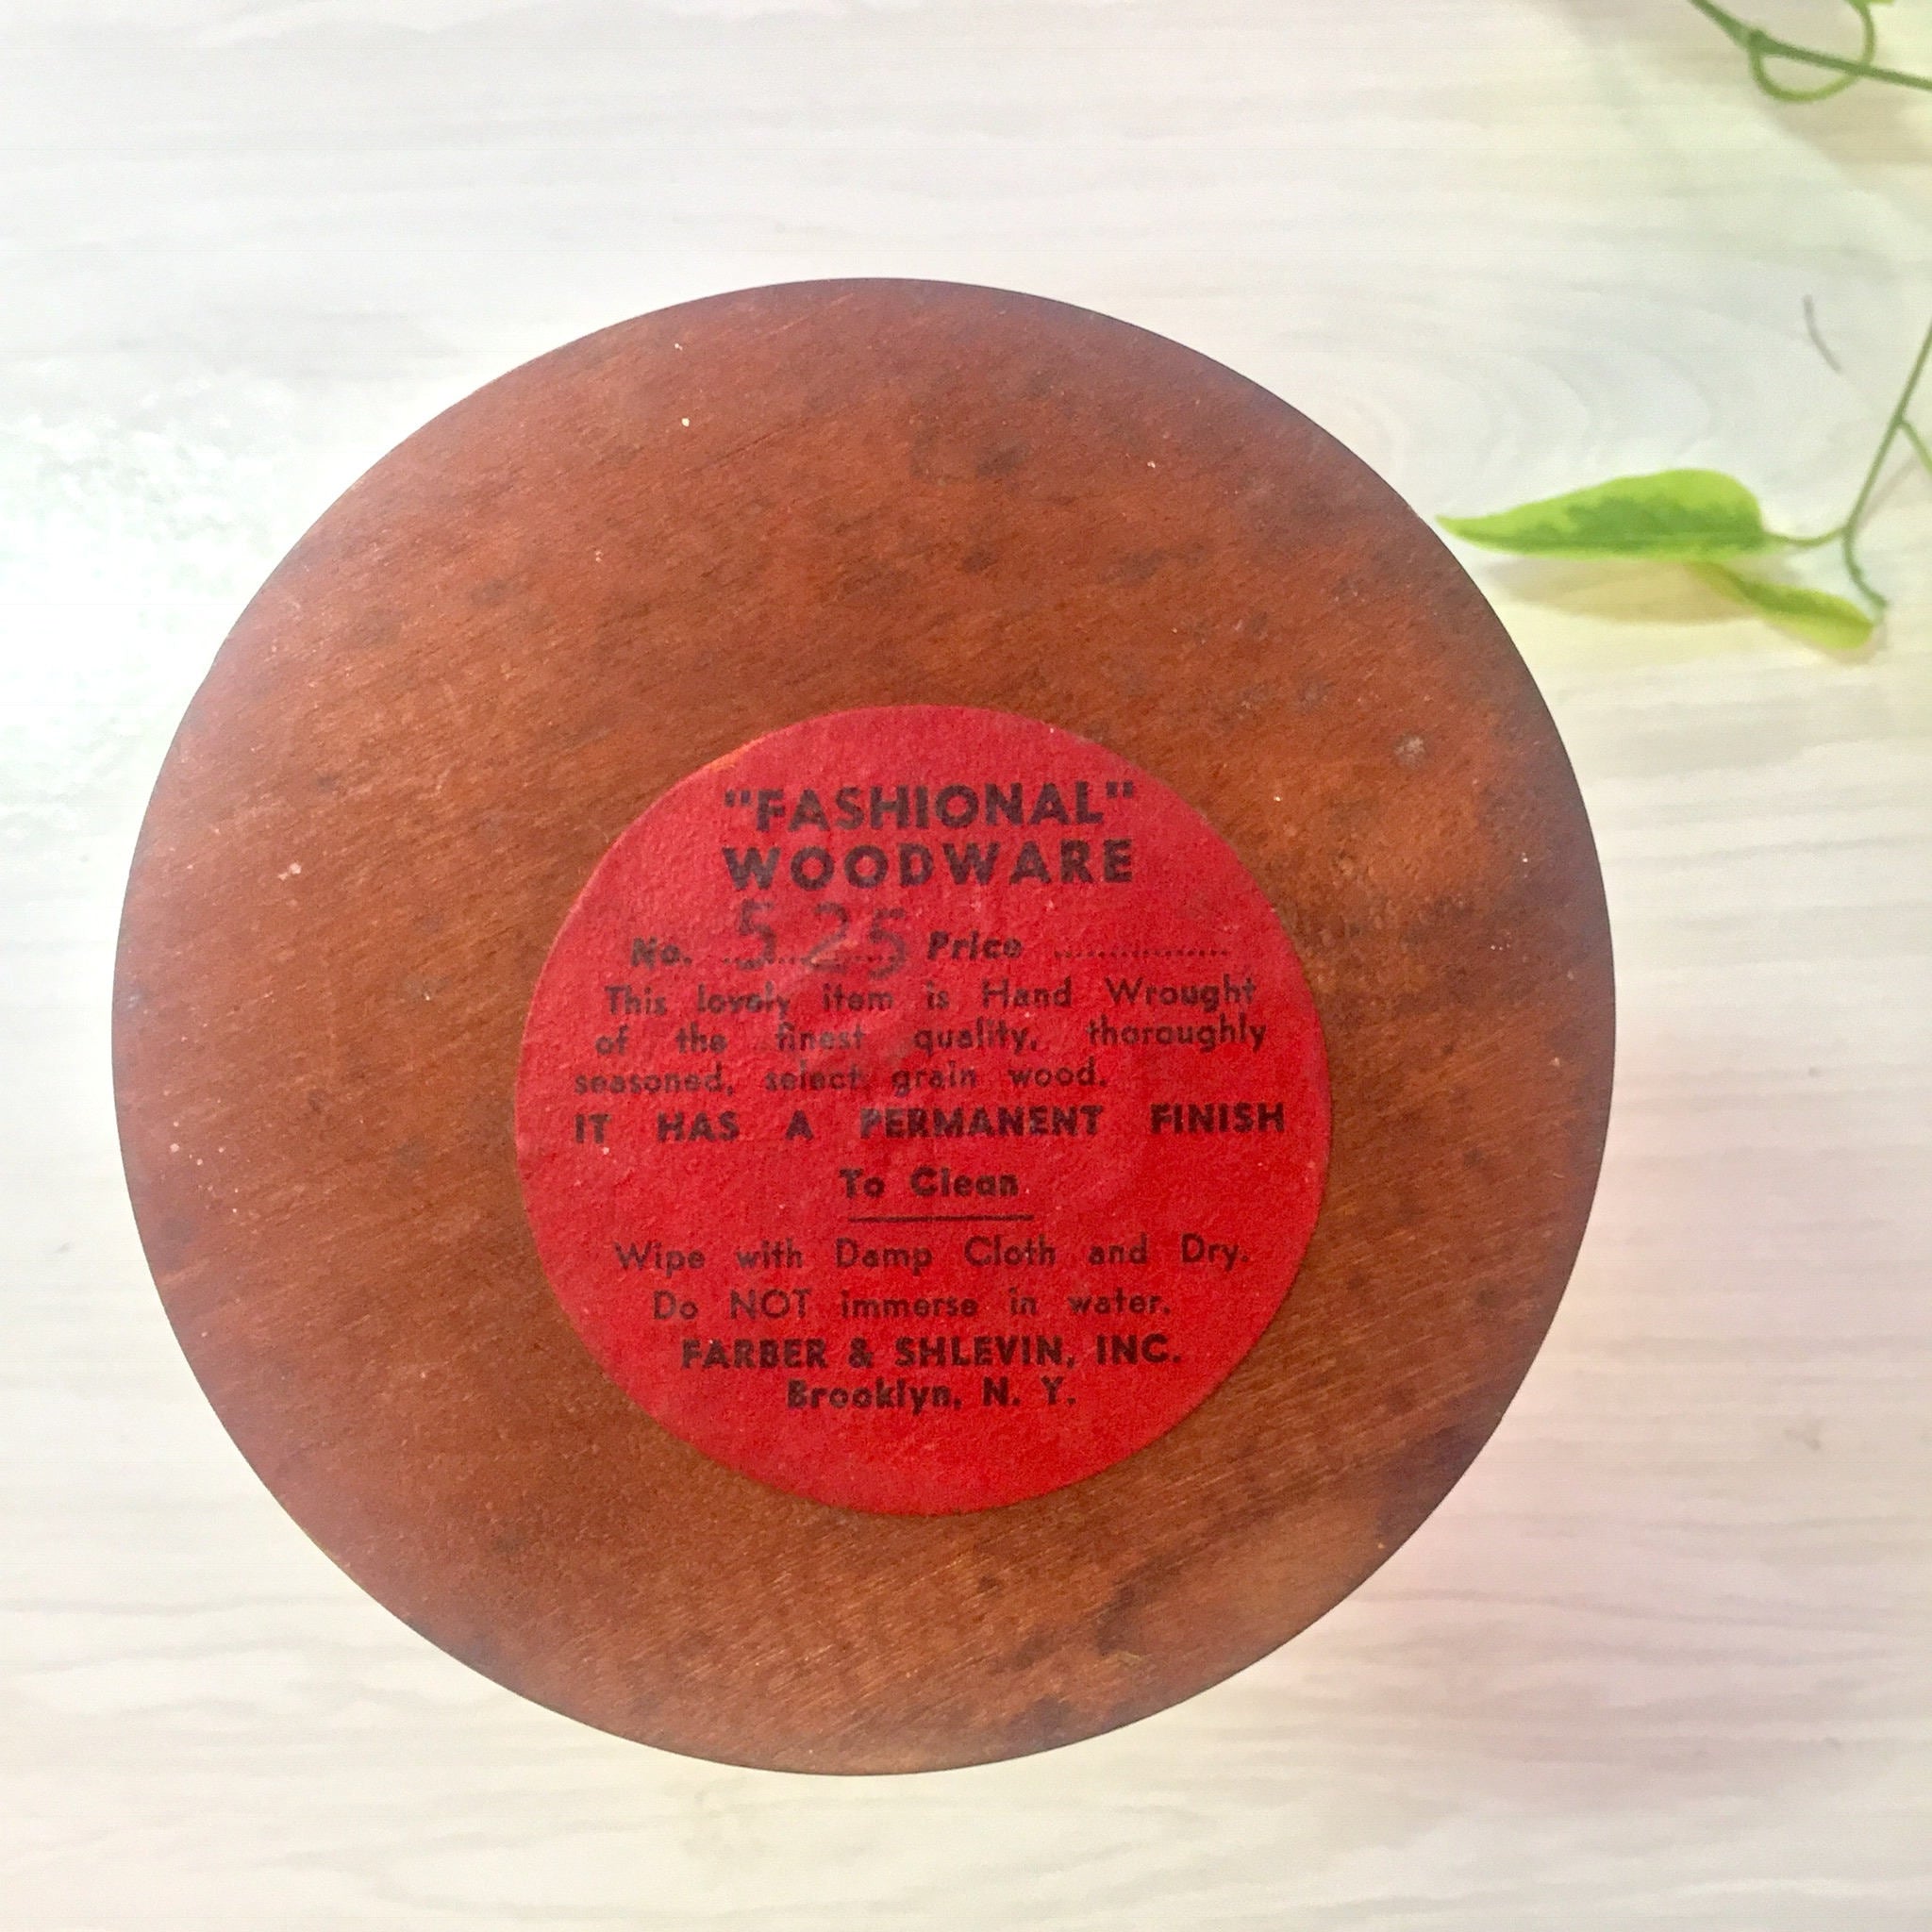 "FASHIONAL"
WOODWARE
No. 525 Price ................
This lovely item is Hand Wrought
of the finest quality, thoroughly
seasoned, select grain wood.
IT HAS A PERMANENT FINISH
To Clean
Wipe with Damp Cloth and Dry.
Do NOT immerse in water.
FARBER & SHLEVIN, INC.
Brooklyn, N. Y.